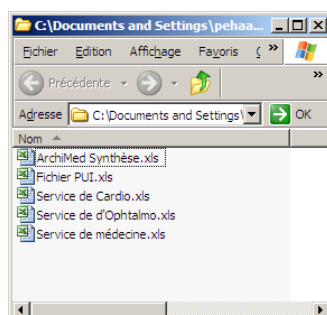 C:\Documents and Settings\pehaa...
Fichier Edition Affichage Favoris »
Précédente »
Adresse C:\Documents and Settings\ OK
Nom
ArchiMed Synthèse.xls
Fichier PUI.xls
Service de Cardio.xls
Service de d'Ophtalmo.xls
Service de médecine.xls